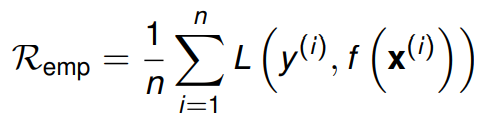 $\mathcal{R}_{\text{emp}} = \frac{1}{n} \sum_{i=1}^{n} L\left(y^{(i)}, f\left(\mathbf{x}^{(i)}\right)\right)$